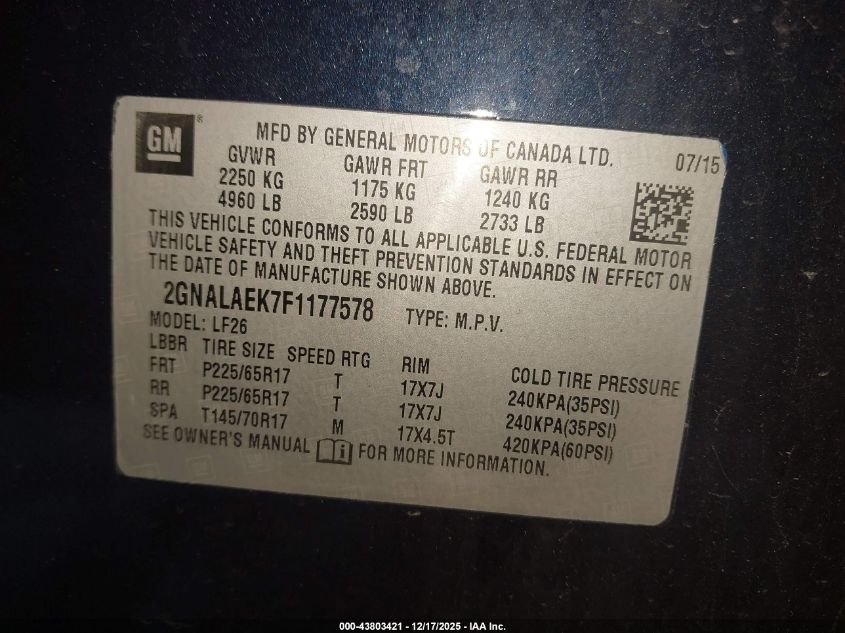 GM ®
MFD BY GENERAL MOTORS OF CANADA LTD.
07/15
GVWR GAWR FRT GAWR RR
2250 KG 1175 KG 1240 KG
4960 LB 2590 LB 2733 LB
THIS VEHICLE CONFORMS TO ALL APPLICABLE U.S. FEDERAL MOTOR
VEHICLE SAFETY AND THEFT PREVENTION STANDARDS IN EFFECT ON
THE DATE OF MANUFACTURE SHOWN ABOVE.
2GNALAEK7F1177578 TYPE: M.P.V.
MODEL: LF26
LBBR TIRE SIZE SPEED RTG RIM COLD TIRE PRESSURE
FRT P225/65R17 T 17X7J 240KPA(35PSI)
RR P225/65R17 T 17X7J 240KPA(35PSI)
SPA T145/70R17 M 17X4.5T 420KPA(60PSI)
SEE OWNER'S MANUAL i FOR MORE INFORMATION.
000-43803421 - 12/17/2025 - IAA Inc.